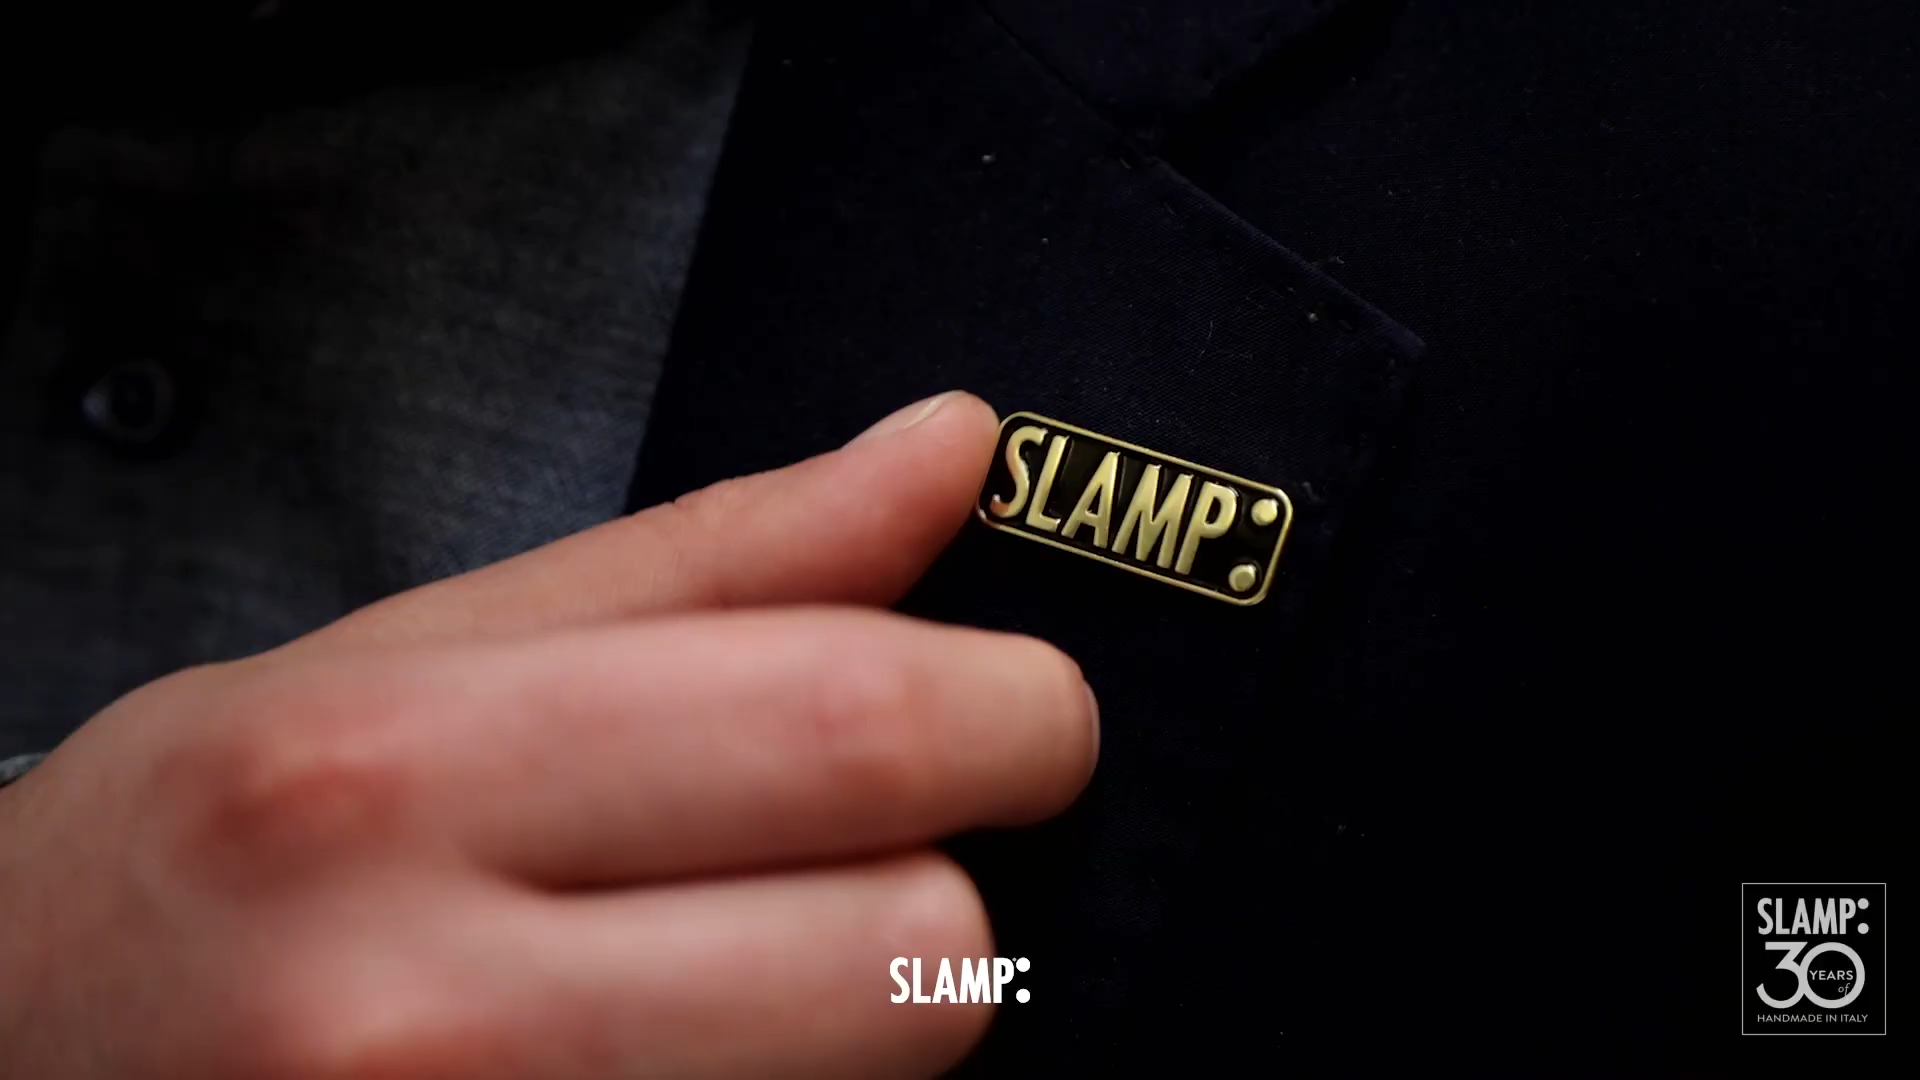 SLAMP:
SLAMP:
SLAMP:
30 YEARS
of
HANDMADE IN ITALY